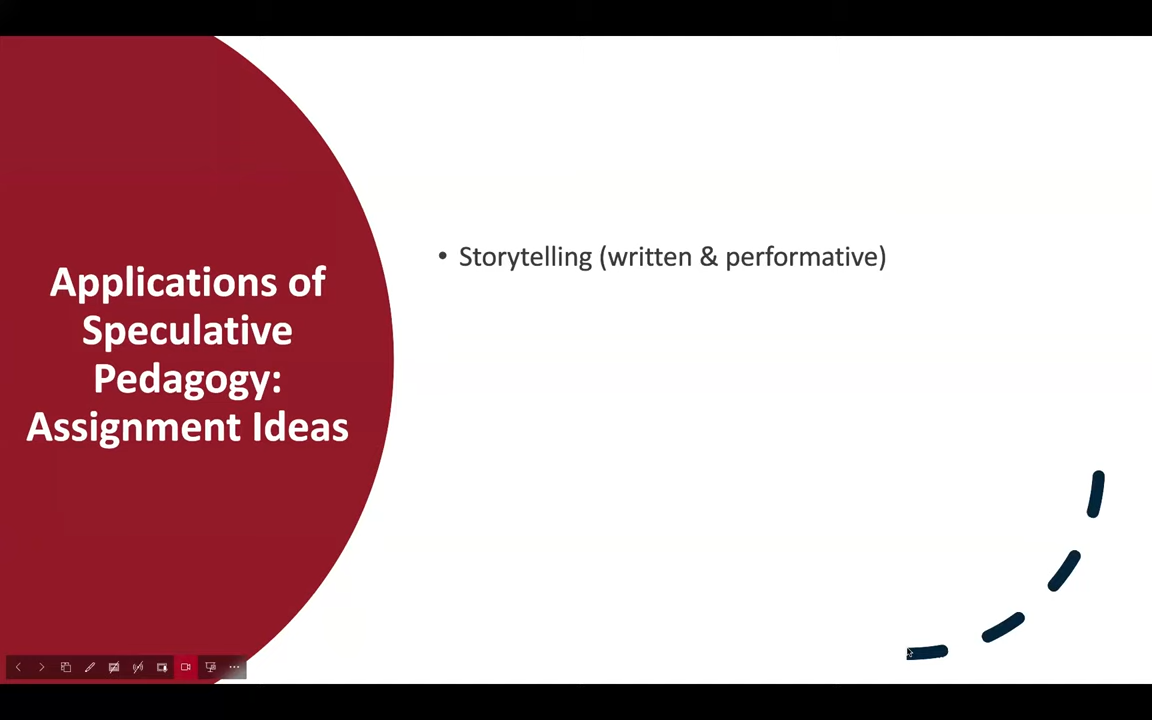 Applications of
Speculative
Pedagogy:
Assignment Ideas
• Storytelling (written & performative)